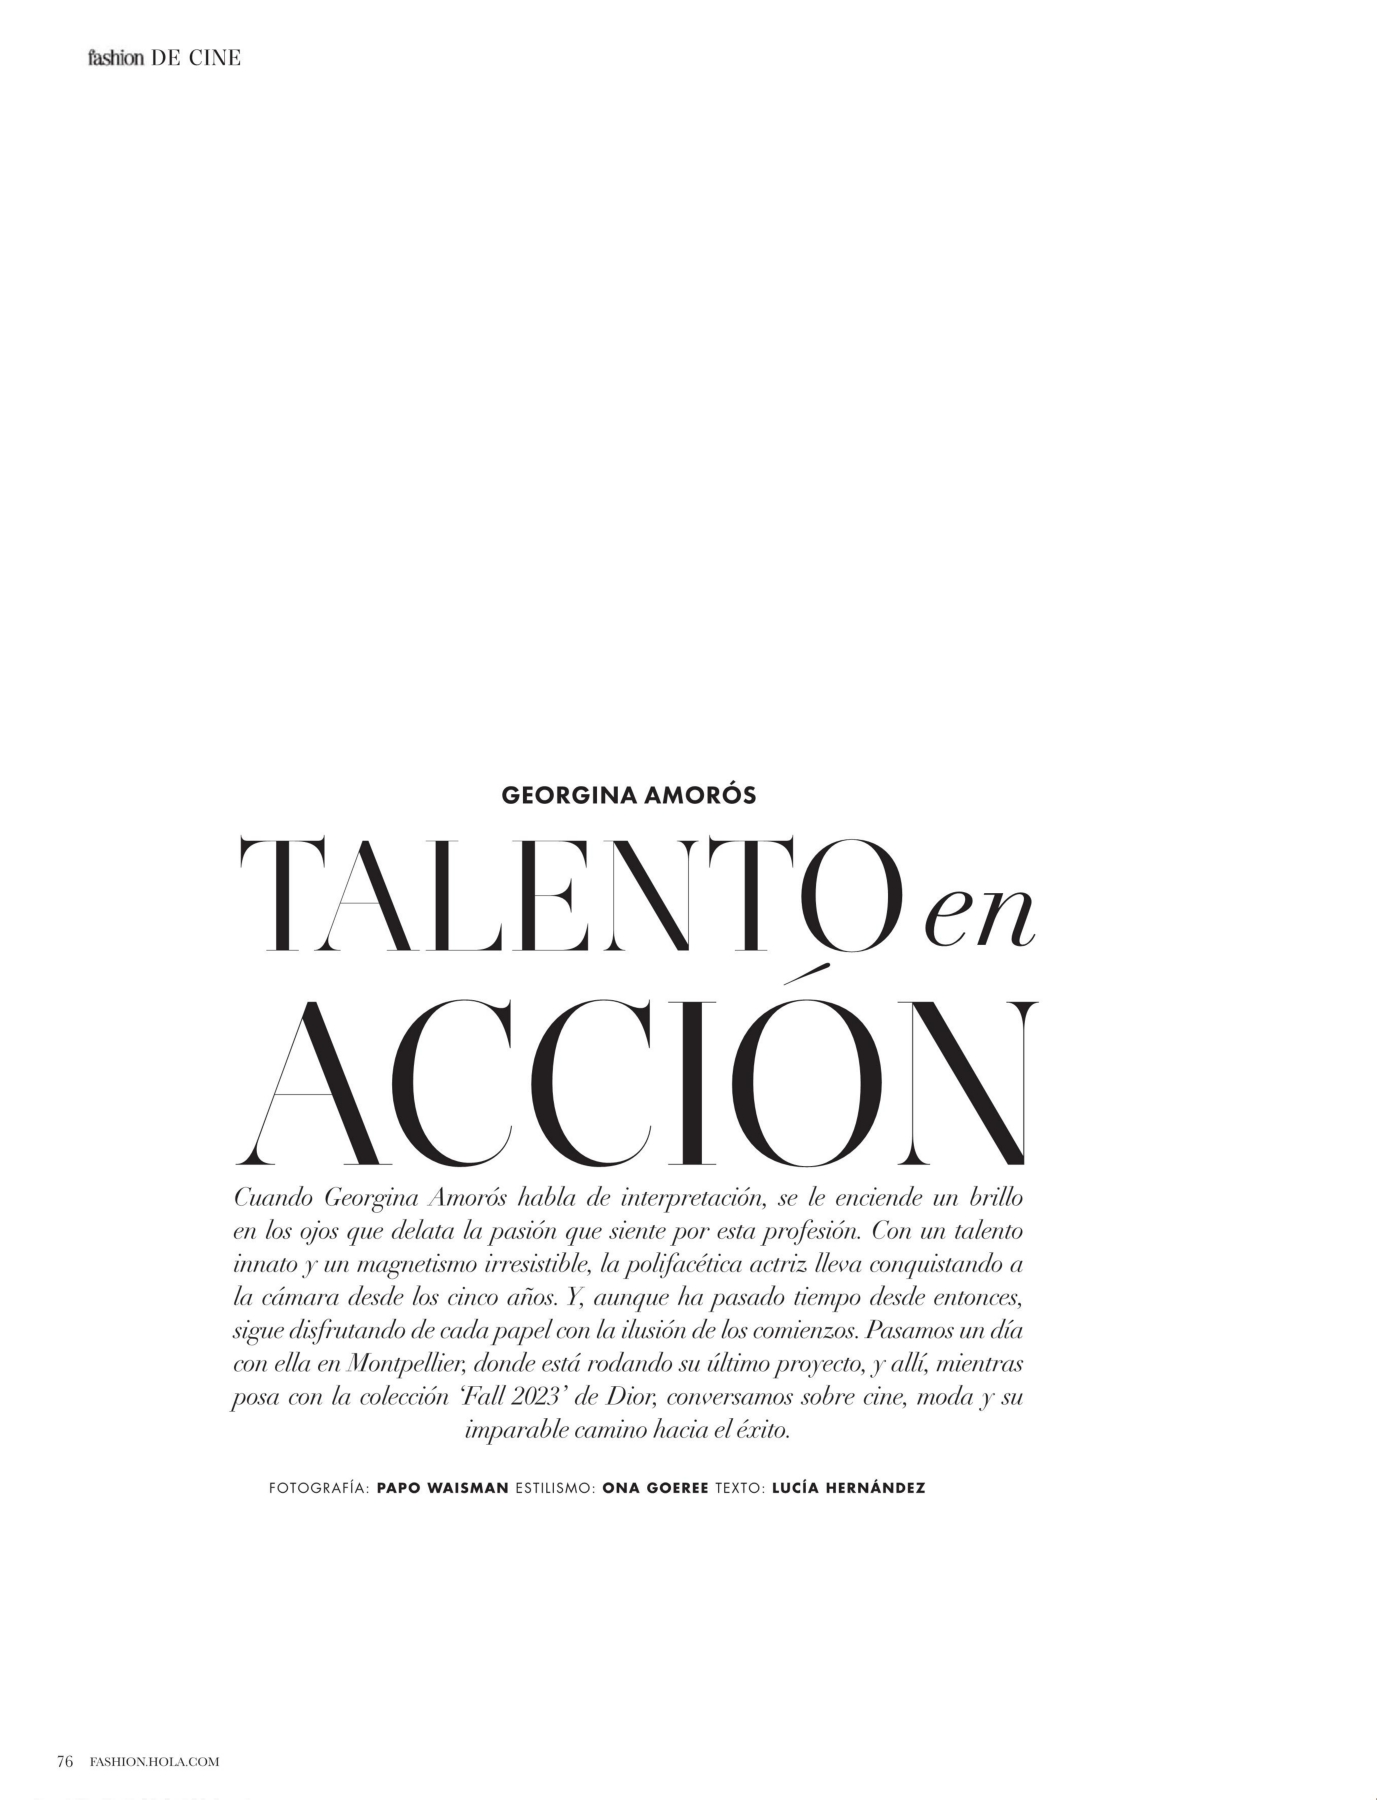 fashion DE CINE
GEORGINA AMORÓS
TALENTO en
ACCIÓN
Cuando Georgina Amorós habla de interpretación, se le enciende un brillo
en los ojos que delata la pasión que siente por esta profesión. Con un talento
innato y un magnetismo irresistible, la polifacética actriz lleva conquistando a
la cámara desde los cinco años. Y, aunque ha pasado tiempo desde entonces,
sigue disfrutando de cada papel con la ilusión de los comienzos. Pasamos un día
con ella en Montpellier, donde está rodando su último proyecto, y allí, mientras
posa con la colección ‘Fall 2023’ de Dior, conversamos sobre cine, moda y su
imparable camino hacia el éxito.
FOTOGRAFÍA: PAPO WAISMAN ESTILISMO: ONA GOEREE TEXTO: LUCÍA HERNÁNDEZ
76 FASHION.HOLA.COM